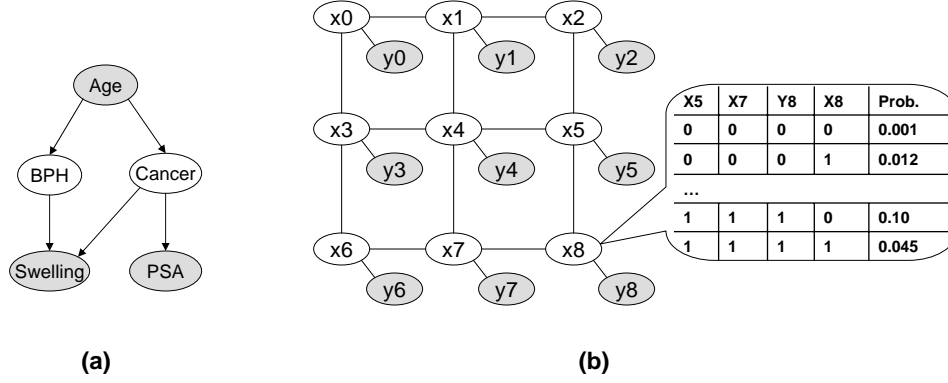 Age
BPH
Cancer
Swelling
PSA
(a)
x0
x1
x2
y0
y1
y2
x3
x4
x5
y3
y4
y5
x6
x7
x8
y6
y7
y8
X5 X7 Y8 X8 Prob.
0 0 0 0 0.001
0 0 0 1 0.012
...
1 1 1 0 0.10
1 1 1 1 0.045
(b)